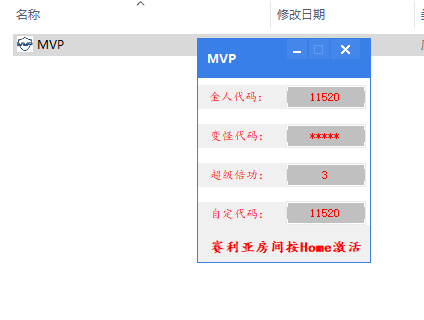 名称 修改日期
MVP
MVP
金人代码： 11520
变怪代码： *****
超级倍功： 3
自定代码： 11520
赛利亚房间按Home激活